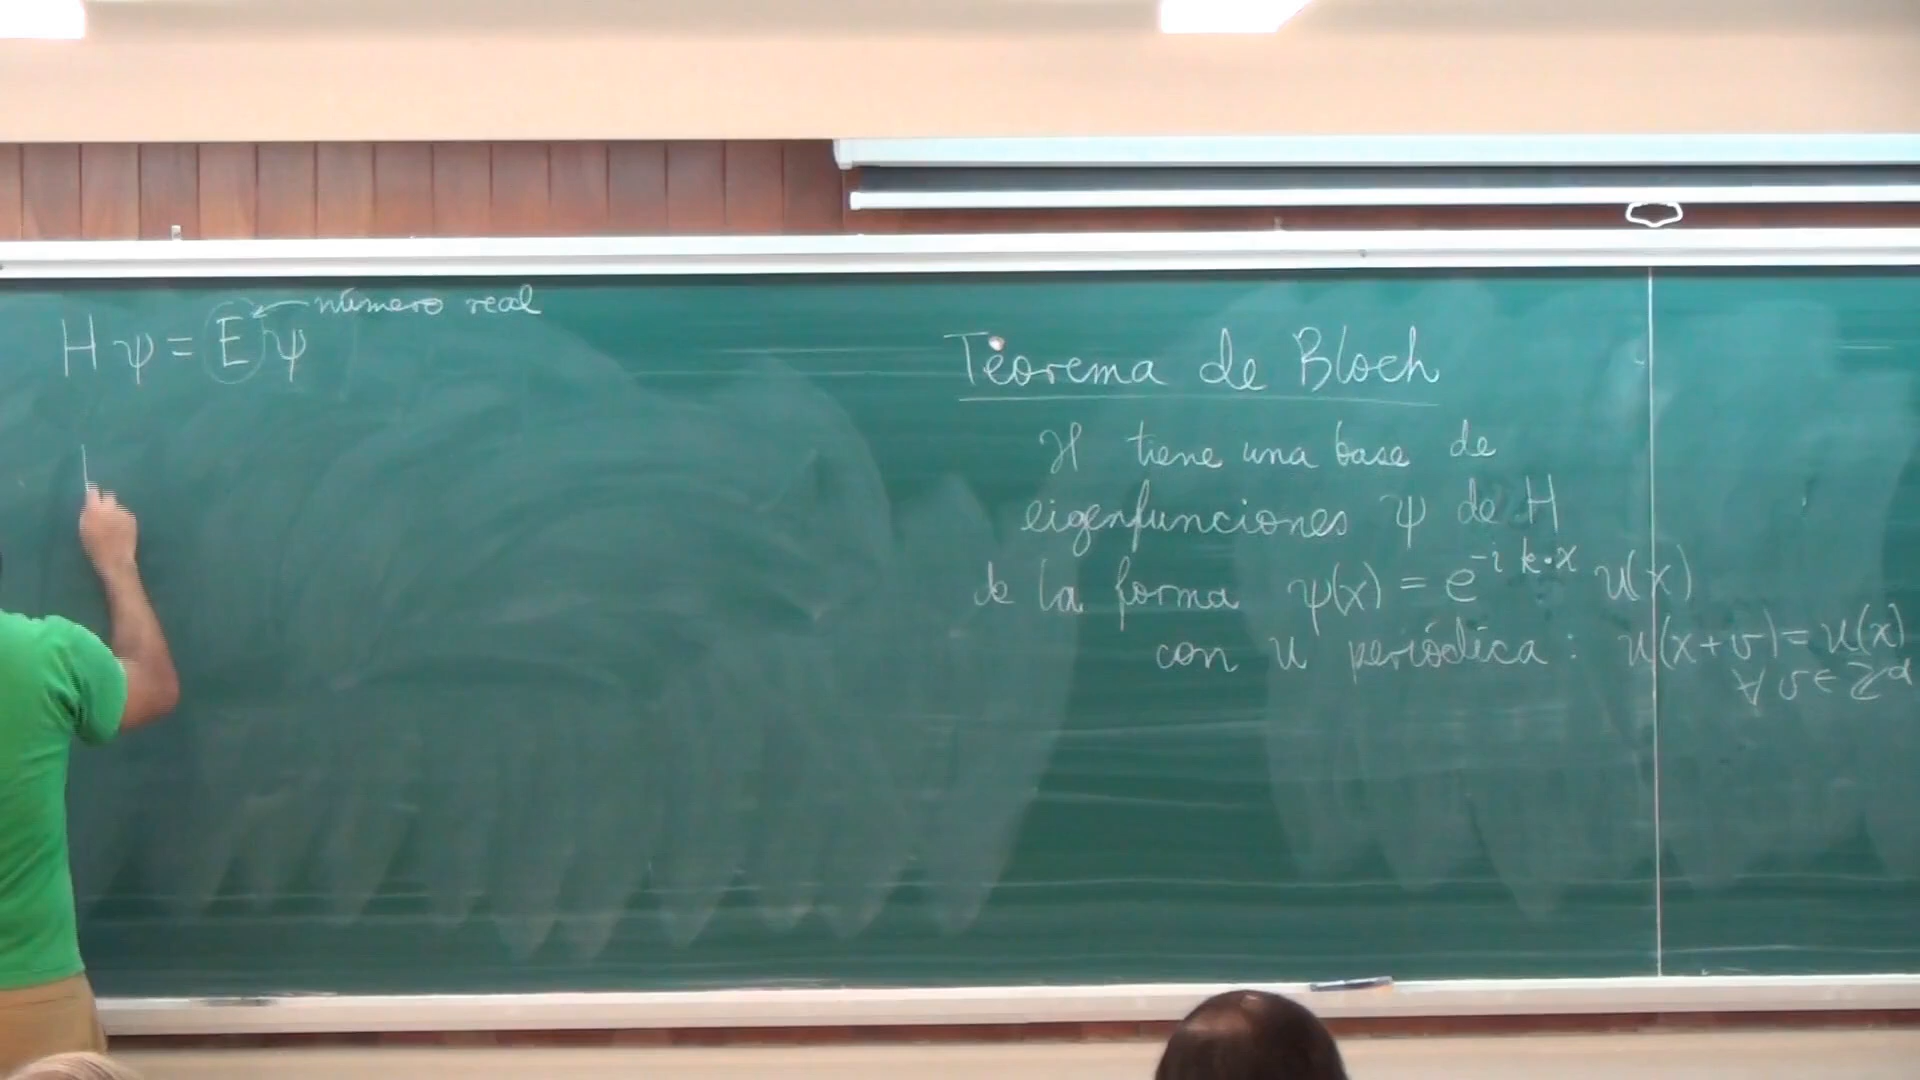 número real
Hψ = E ψ
Teorema de Bloch
ℋ tiene una base de
eigenfunciones ψ de H
de la forma ψ(x) = e^{-i k·x} u(x)
con u periódica: u(x+v) = u(x)
∀ v ∈ ℤ^d